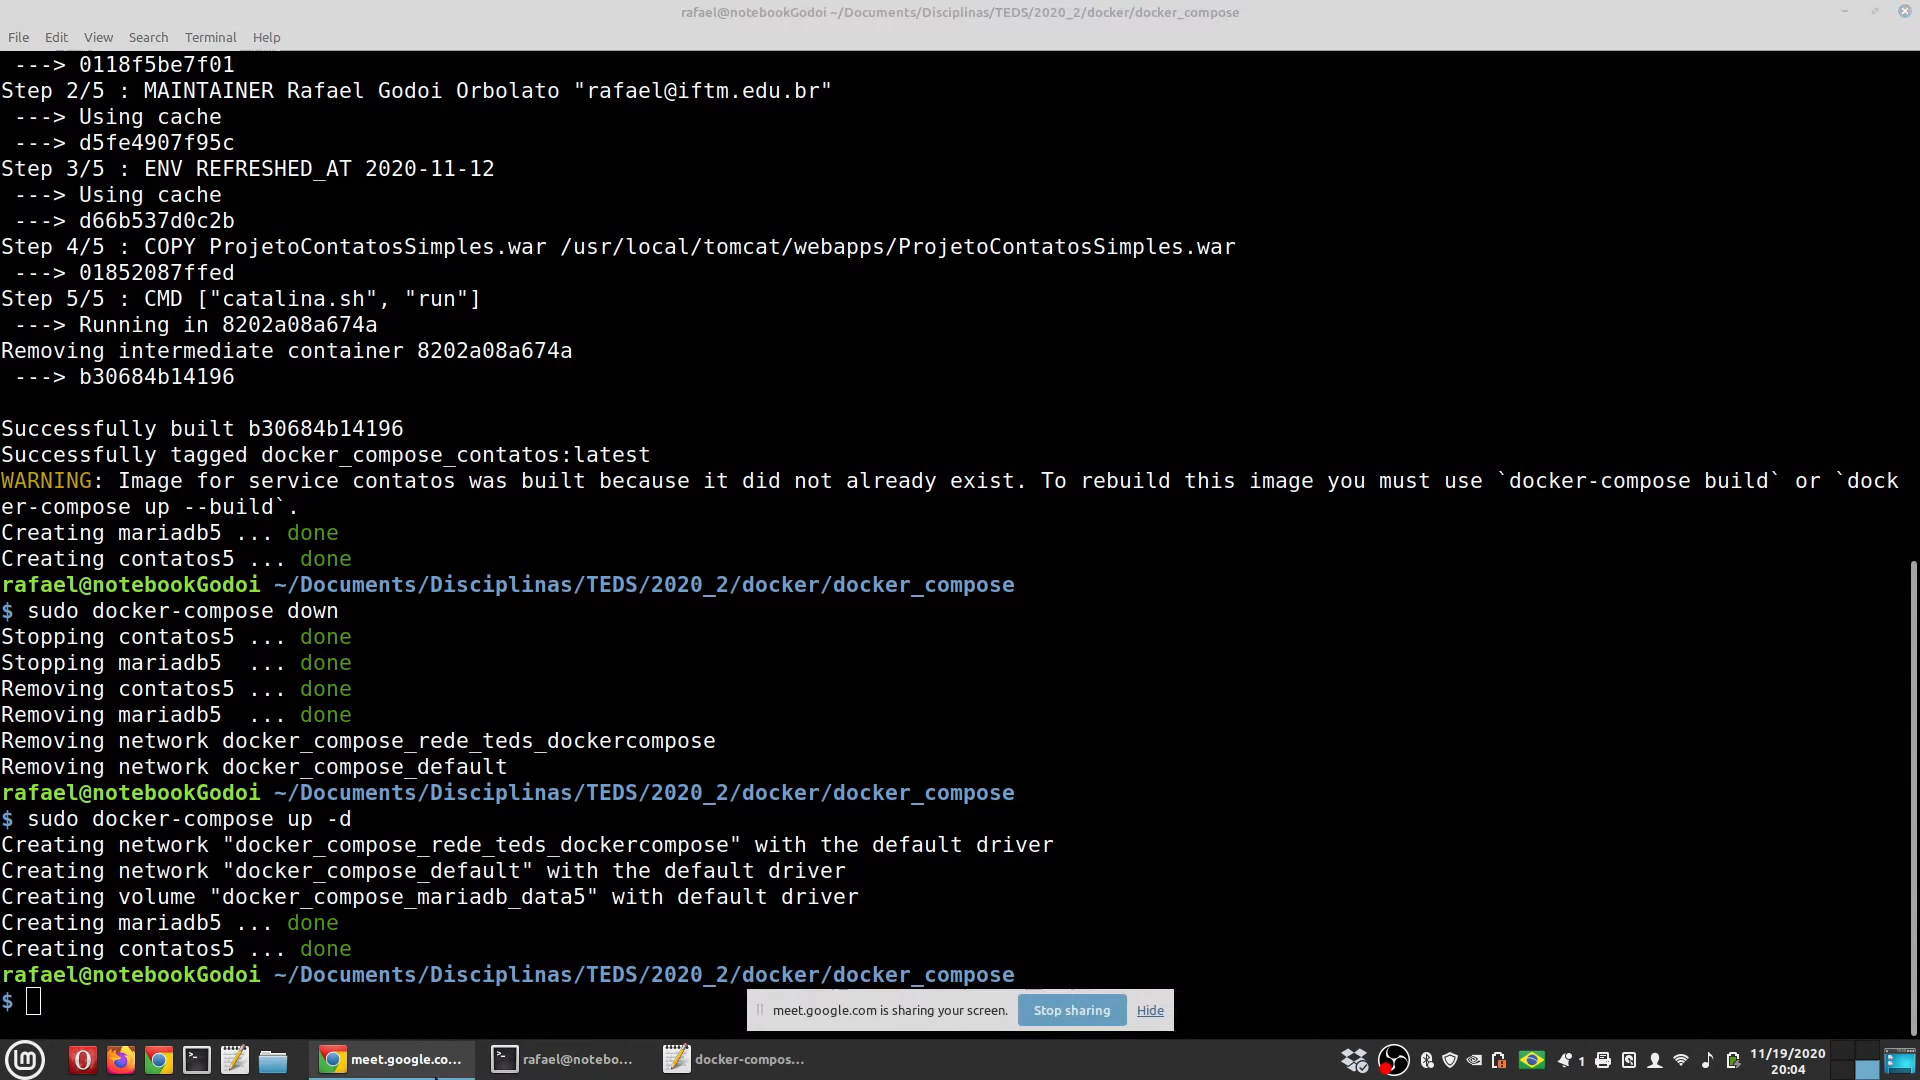 rafael@notebookGodoi ~/Documents/Disciplinas/TEDS/2020_2/docker/docker_compose
File Edit View Search Terminal Help
---> 0118f5be7f01
Step 2/5 : MAINTAINER Rafael Godoi Orbolato "rafael@iftm.edu.br"
---> Using cache
---> d5fe4907f95c
Step 3/5 : ENV REFRESHED_AT 2020-11-12
---> Using cache
---> d66b537d0c2b
Step 4/5 : COPY ProjetoContatosSimples.war /usr/local/tomcat/webapps/ProjetoContatosSimples.war
---> 01852087ffed
Step 5/5 : CMD ["catalina.sh", "run"]
---> Running in 8202a08a674a
Removing intermediate container 8202a08a674a
---> b30684b14196
Successfully built b30684b14196
Successfully tagged docker_compose_contatos:latest
WARNING: Image for service contatos was built because it did not already exist. To rebuild this image you must use `docker-compose build` or `dock
er-compose up --build`.
Creating mariadb5 ... done
Creating contatos5 ... done
rafael@notebookGodoi ~/Documents/Disciplinas/TEDS/2020_2/docker/docker_compose
$ sudo docker-compose down
Stopping contatos5 ... done
Stopping mariadb5  ... done
Removing contatos5 ... done
Removing mariadb5  ... done
Removing network docker_compose_rede_teds_dockercompose
Removing network docker_compose_default
rafael@notebookGodoi ~/Documents/Disciplinas/TEDS/2020_2/docker/docker_compose
$ sudo docker-compose up -d
Creating network "docker_compose_rede_teds_dockercompose" with the default driver
Creating network "docker_compose_default" with the default driver
Creating volume "docker_compose_mariadb_data5" with default driver
Creating mariadb5 ... done
Creating contatos5 ... done
rafael@notebookGodoi ~/Documents/Disciplinas/TEDS/2020_2/docker/docker_compose
$
meet.google.com is sharing your screen. Stop sharing Hide
meet.google.co... rafael@notebo... docker-compos... 1 11/19/2020
20:04